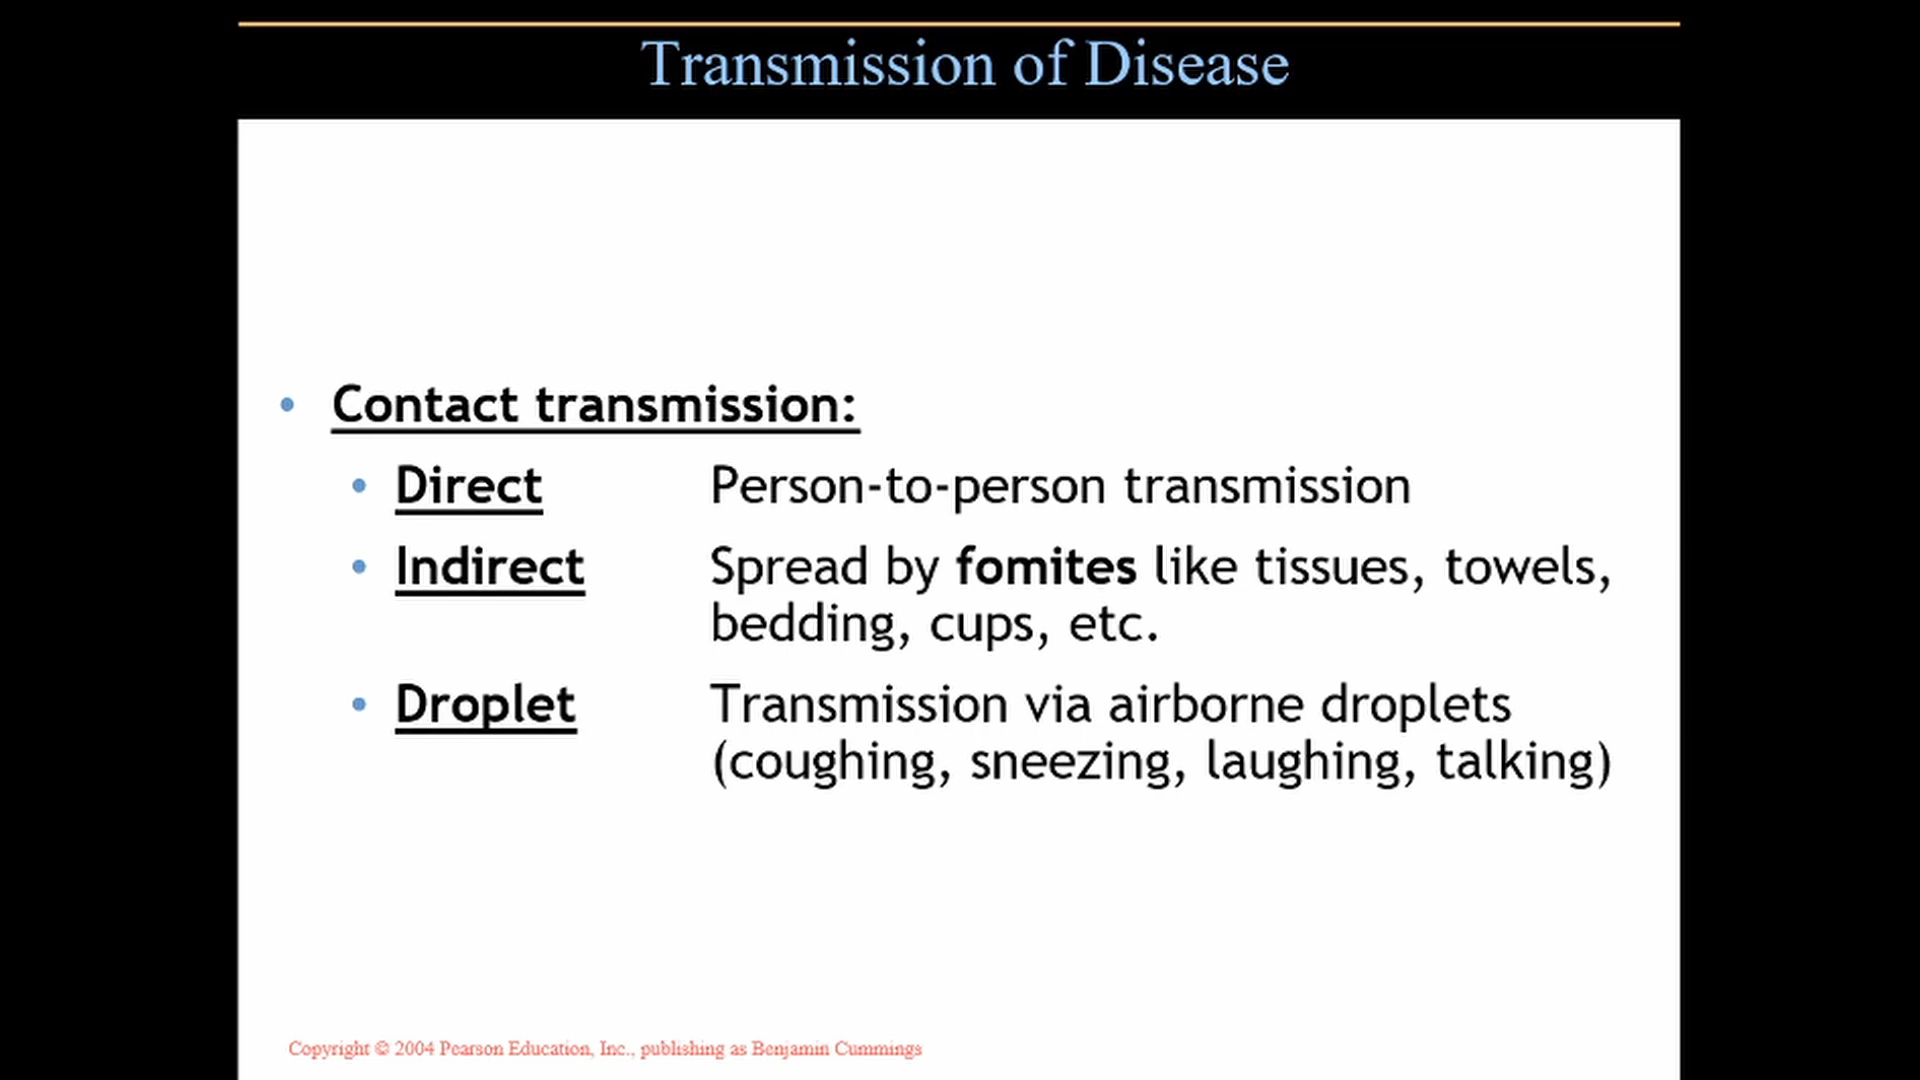 Transmission of Disease
• Contact transmission:
• Direct Person-to-person transmission
• Indirect Spread by fomites like tissues, towels,
bedding, cups, etc.
• Droplet Transmission via airborne droplets
(coughing, sneezing, laughing, talking)
Copyright © 2004 Pearson Education, Inc., publishing as Benjamin Cummings